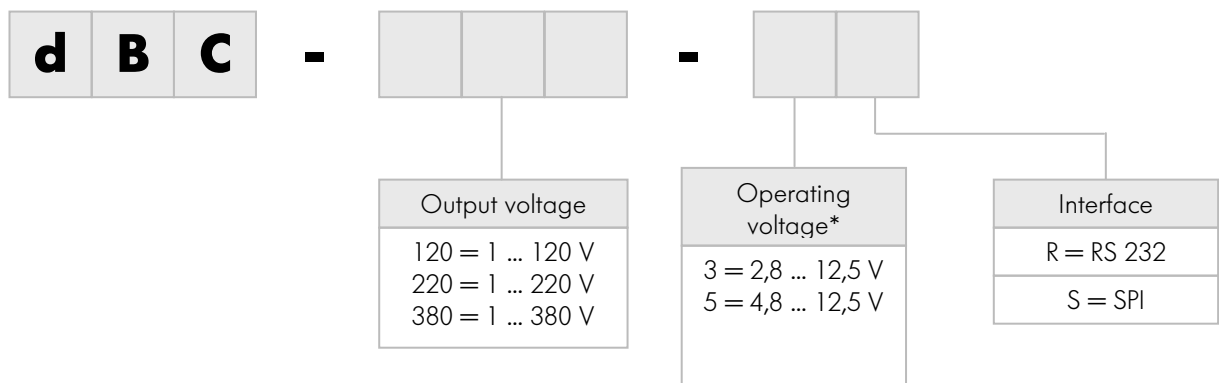 d B C - -
Output voltage
120 = 1 ... 120 V
220 = 1 ... 220 V
380 = 1 ... 380 V
Operating
voltage*
3 = 2,8 ... 12,5 V
5 = 4,8 ... 12,5 V
Interface
R = RS 232
S = SPI